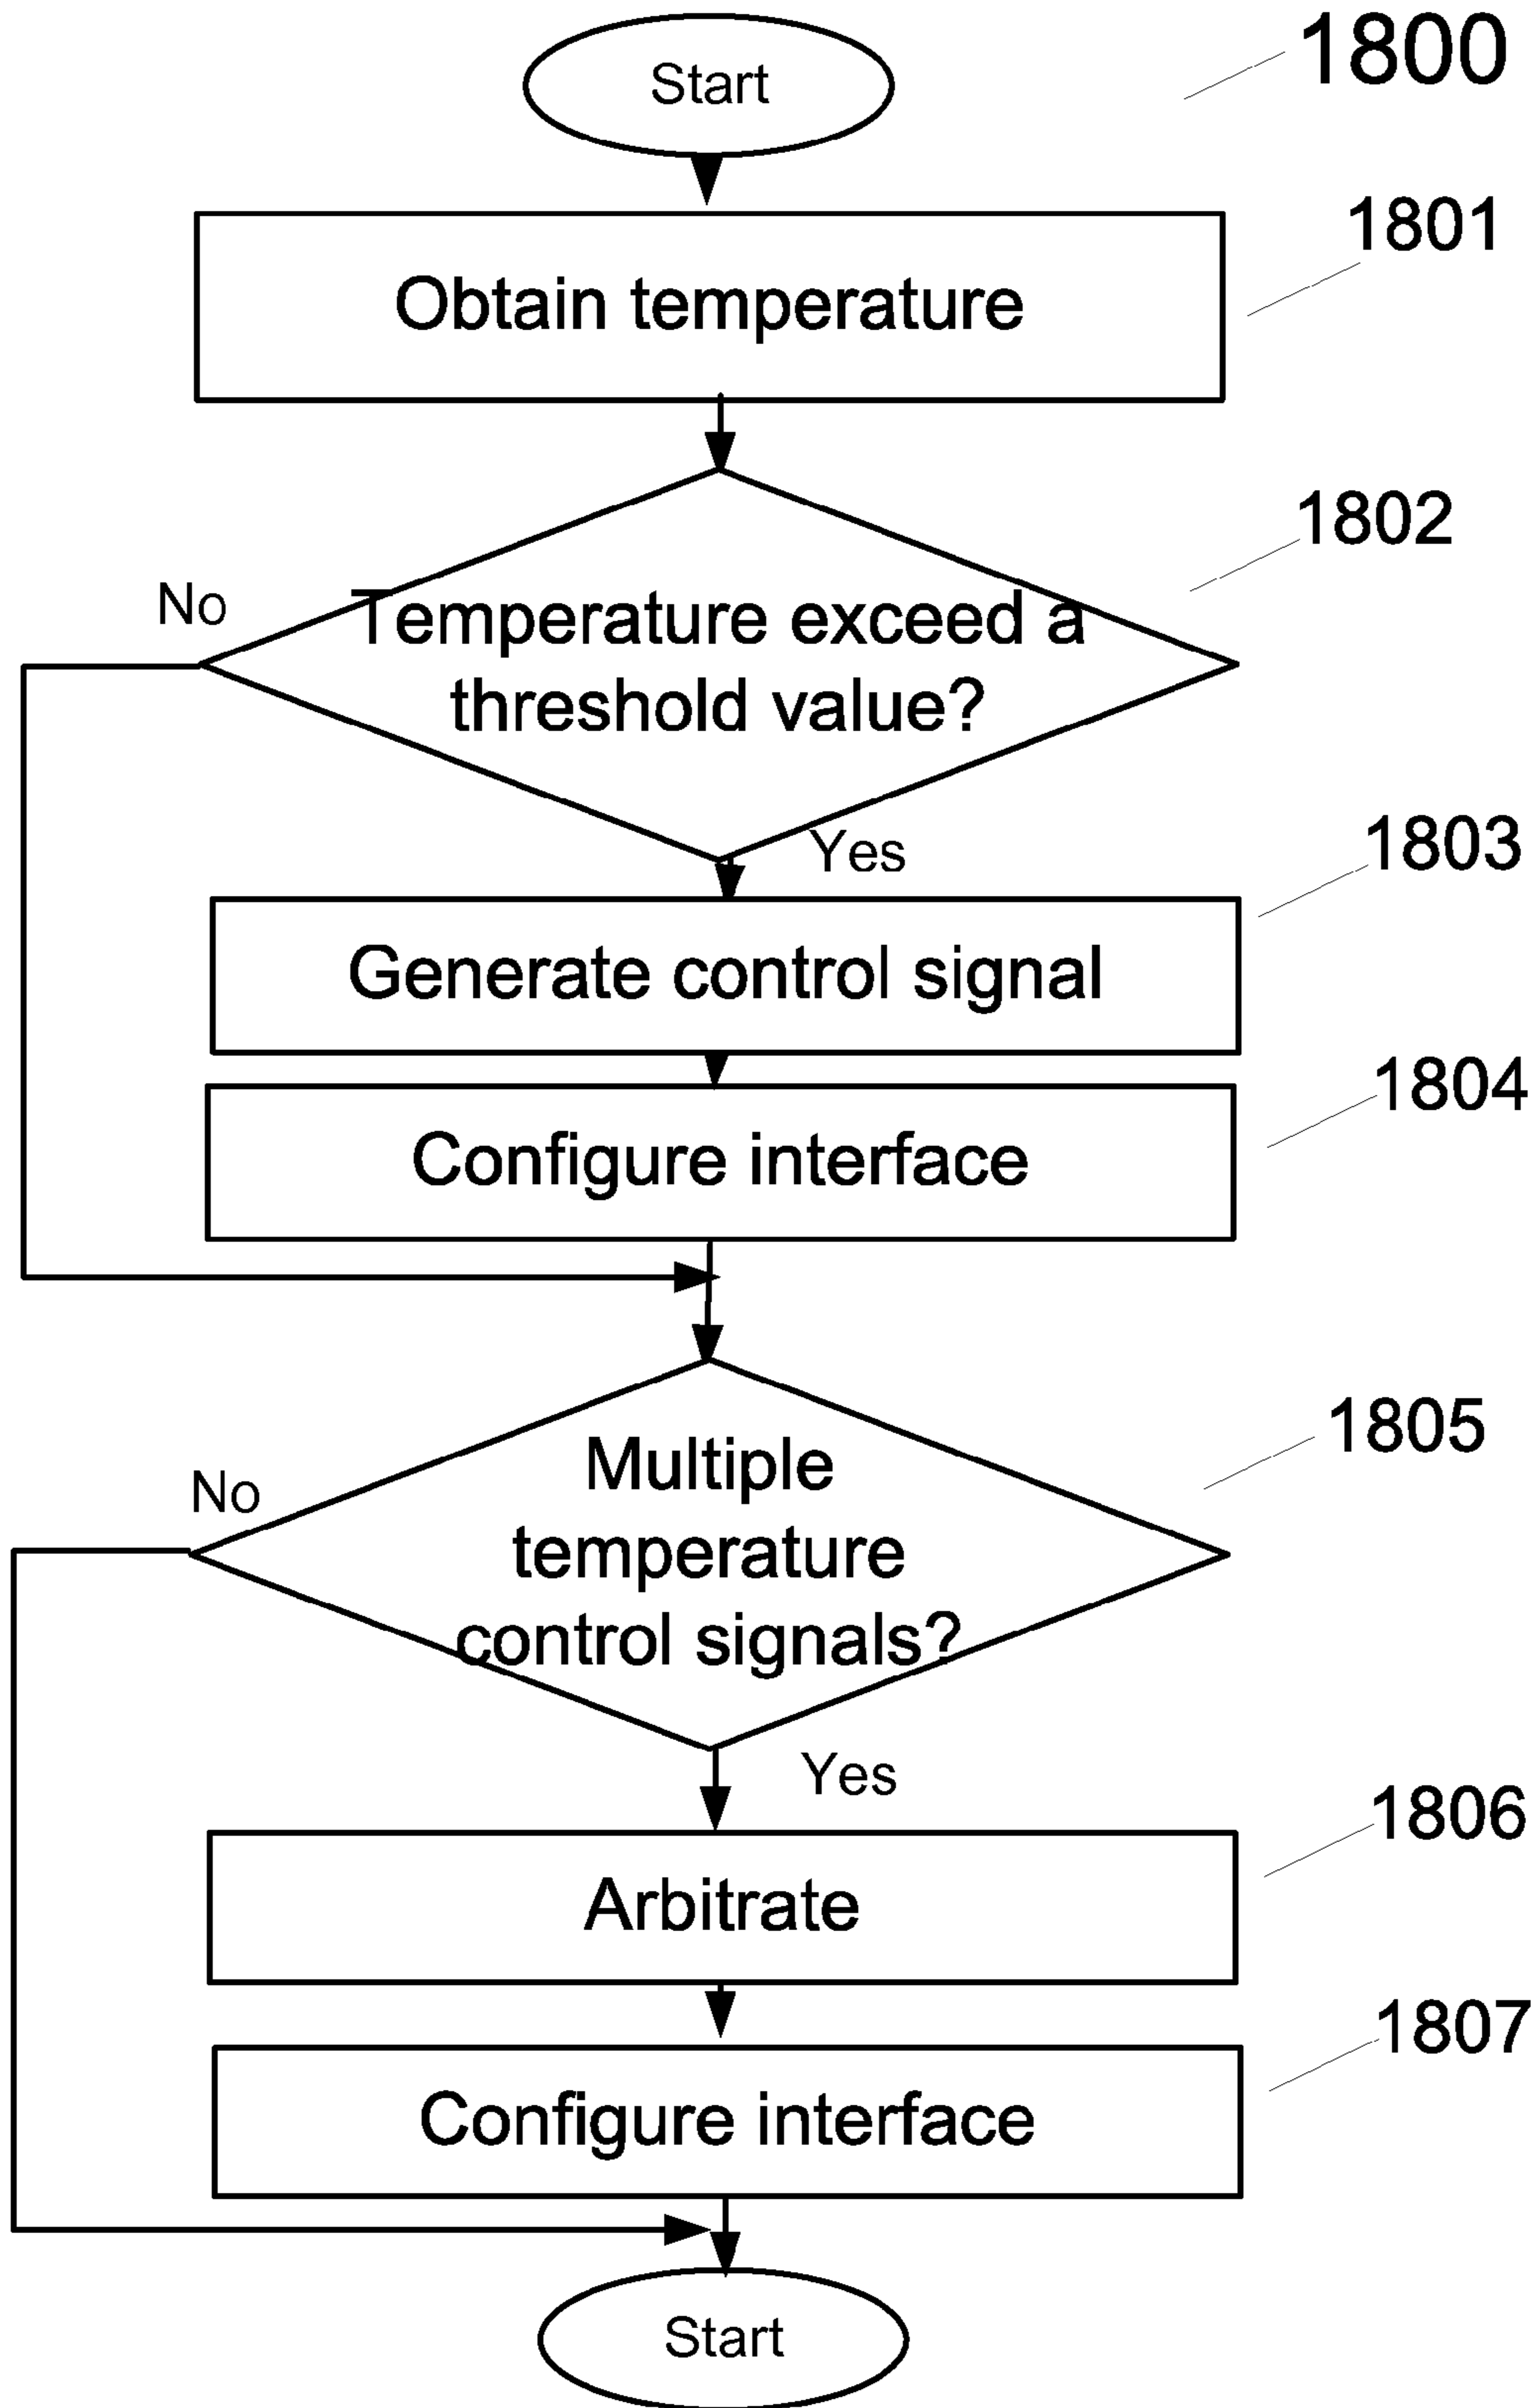 Start
1800
1801
Obtain temperature
1802
No
Temperature exceed a
threshold value?
Yes
1803
Generate control signal
1804
Configure interface
1805
No
Multiple
temperature
control signals?
Yes
1806
Arbitrate
1807
Configure interface
Start